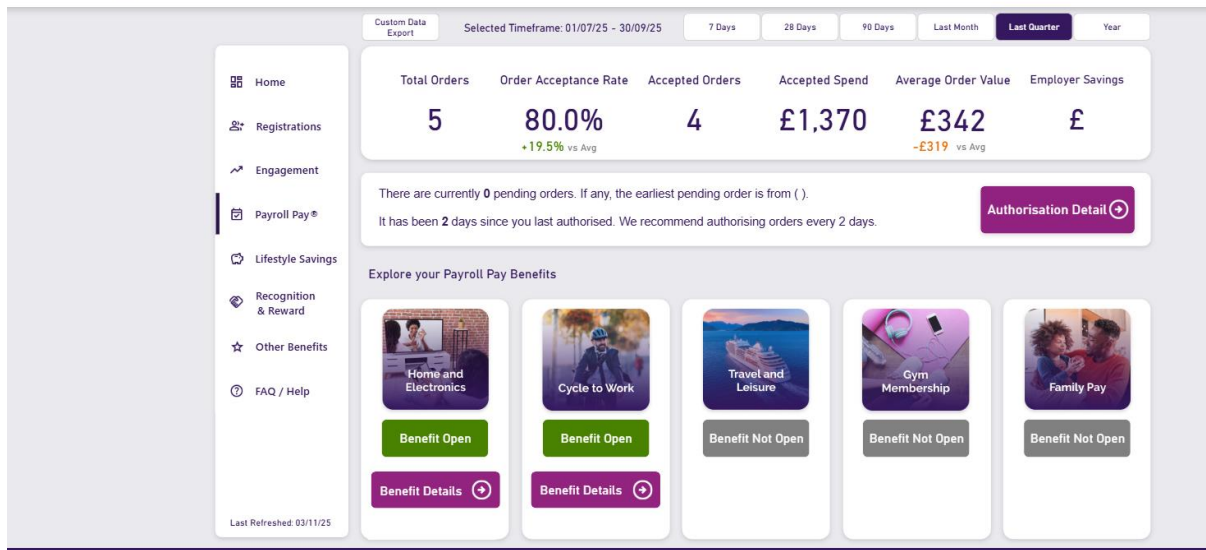 Custom Data
Export
Selected Timeframe: 01/07/25 - 30/09/25
7 Days
28 Days
90 Days
Last Month
Last Quarter
Year
Home
Registrations
Engagement
Payroll Pay®
Lifestyle Savings
Recognition
& Reward
Other Benefits
FAQ / Help
Last Refreshed: 03/11/25
Total Orders
5
Order Acceptance Rate
80.0%
+19.5% vs Avg
Accepted Orders
4
Accepted Spend
£1,370
Average Order Value
£342
-£319 vs Avg
Employer Savings
£
There are currently 0 pending orders. If any, the earliest pending order is from ( ).
It has been 2 days since you last authorised. We recommend authorising orders every 2 days.
Authorisation Detail
Explore your Payroll Pay Benefits
Home and
Electronics
Benefit Open
Benefit Details
Cycle to Work
Benefit Open
Benefit Details
Travel and
Leisure
Benefit Not Open
Gym
Membership
Benefit Not Open
Family Pay
Benefit Not Open